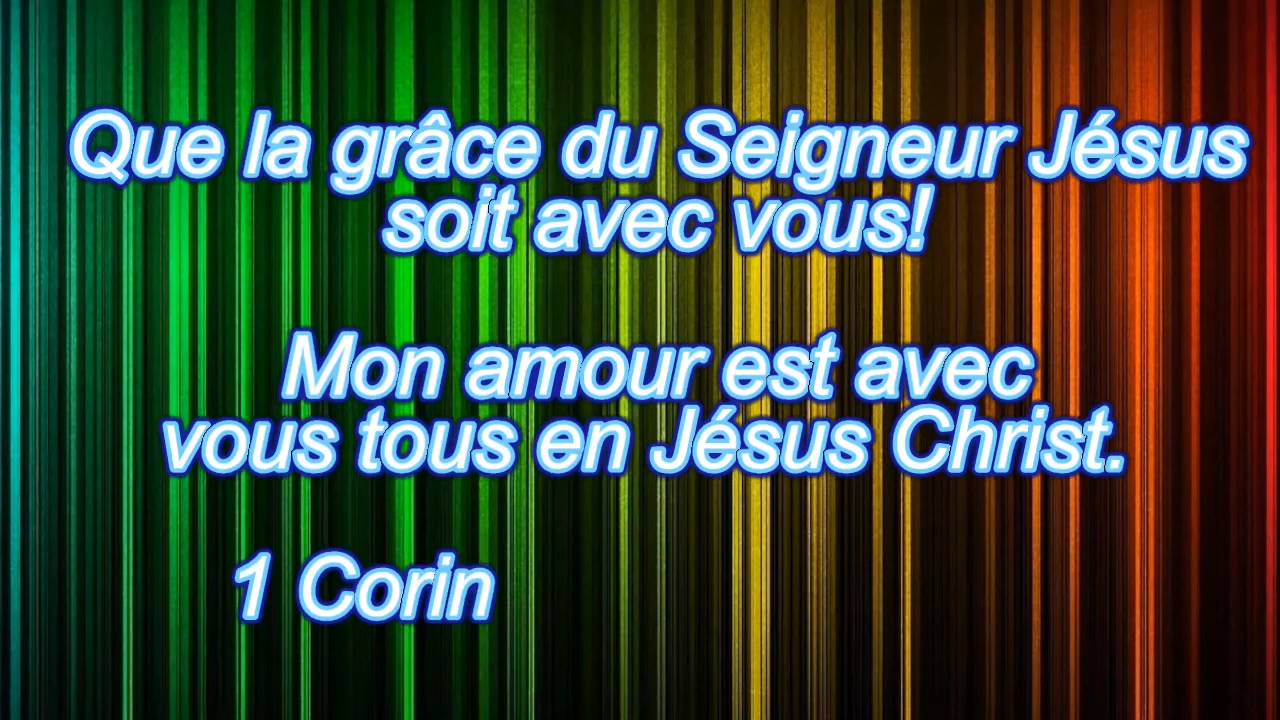 Que la grâce du Seigneur Jésus
soit avec vous!
Mon amour est avec
vous tous en Jésus Christ.
1 Corin